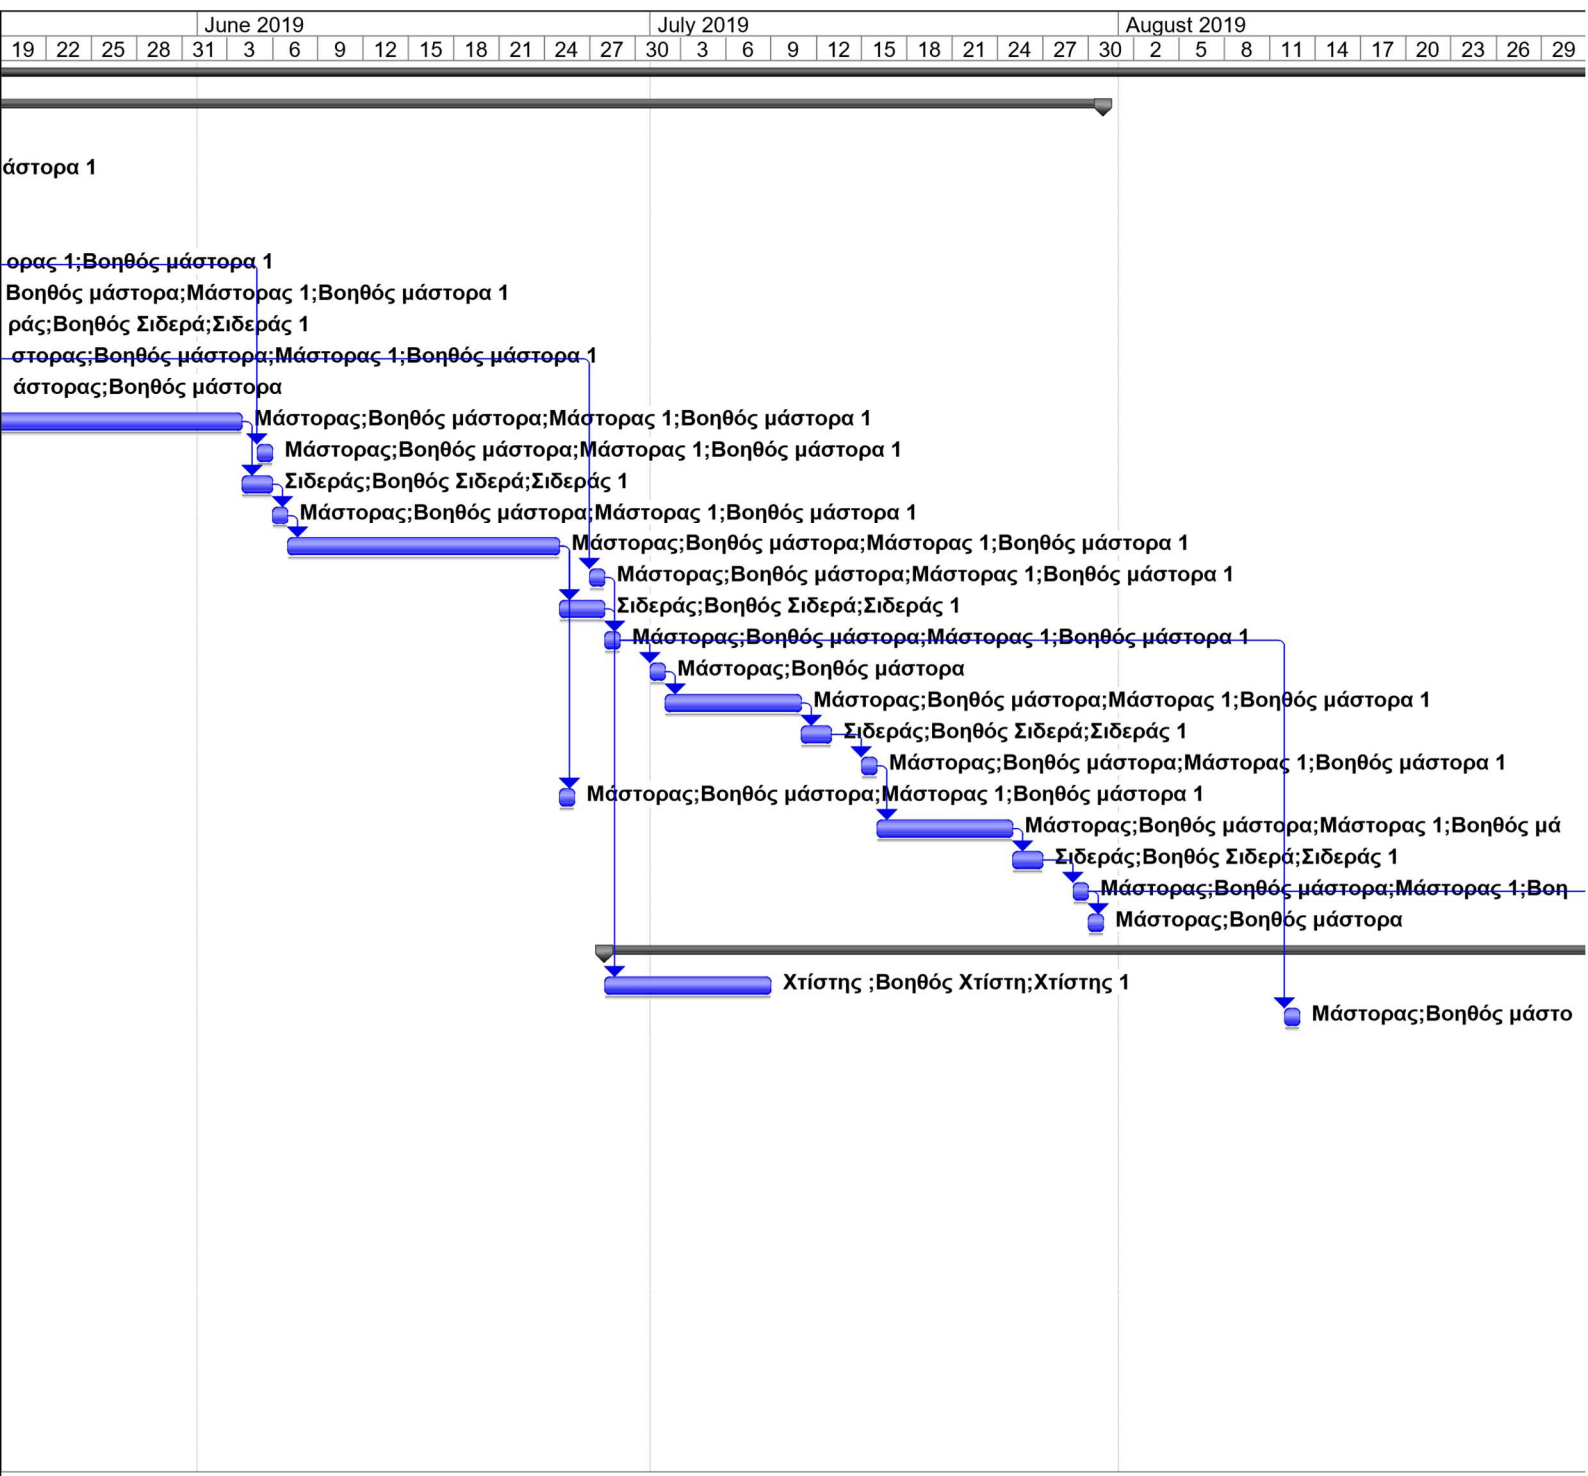 June 2019 July 2019 August 2019
19 22 25 28 31 3 6 9 12 15 18 21 24 27 30 3 6 9 12 15 18 21 24 27 30 2 5 8 11 14 17 20 23 26 29
άστορα 1
ορας 1;Βοηθός μάστορα 1
Βοηθός μάστορα;Μάστορας 1;Βοηθός μάστορα 1
ράς;Βοηθός Σιδερά;Σιδεράς 1
στορας;Βοηθός μάστορα;Μάστορας 1;Βοηθός μάστορα 1
άστορας;Βοηθός μάστορα
Μάστορας;Βοηθός μάστορα;Μάστορας 1;Βοηθός μάστορα 1
Μάστορας;Βοηθός μάστορα;Μάστορας 1;Βοηθός μάστορα 1
Σιδεράς;Βοηθός Σιδερά;Σιδεράς 1
Μάστορας;Βοηθός μάστορα;Μάστορας 1;Βοηθός μάστορα 1
Μάστορας;Βοηθός μάστορα;Μάστορας 1;Βοηθός μάστορα 1
Μάστορας;Βοηθός μάστορα;Μάστορας 1;Βοηθός μάστορα 1
Σιδεράς;Βοηθός Σιδερά;Σιδεράς 1
Μάστορας;Βοηθός μάστορα;Μάστορας 1;Βοηθός μάστορα 1
Μάστορας;Βοηθός μάστορα
Μάστορας;Βοηθός μάστορα;Μάστορας 1;Βοηθός μάστορα 1
Σιδεράς;Βοηθός Σιδερά;Σιδεράς 1
Μάστορας;Βοηθός μάστορα;Μάστορας 1;Βοηθός μάστορα 1
Μάστορας;Βοηθός μάστορα;Μάστορας 1;Βοηθός μάστορα 1
Μάστορας;Βοηθός μάστορα;Μάστορας 1;Βοηθός μά
Σιδεράς;Βοηθός Σιδερά;Σιδεράς 1
Μάστορας;Βοηθός μάστορα;Μάστορας 1;Βοη
Μάστορας;Βοηθός μάστορα
Χτίστης ;Βοηθός Χτίστη;Χτίστης 1
Μάστορας;Βοηθός μάστο